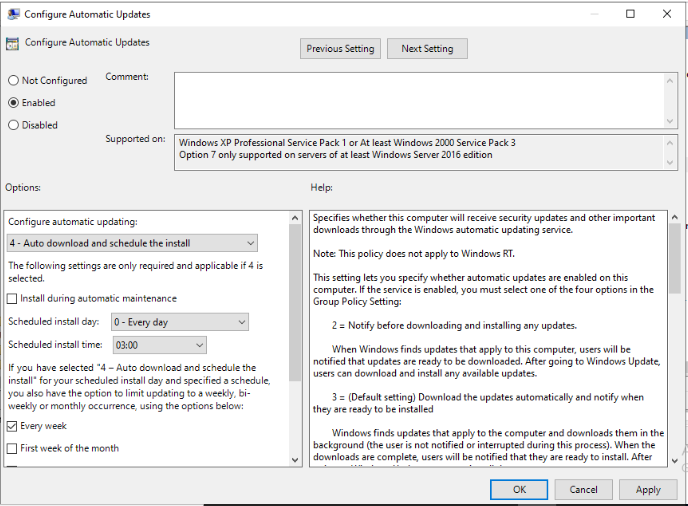 Configure Automatic Updates
Configure Automatic Updates
Previous Setting
Next Setting
Not Configured
Enabled
Disabled
Comment:
Supported on:
Windows XP Professional Service Pack 1 or At least Windows 2000 Service Pack 3
Option 7 only supported on servers of at least Windows Server 2016 edition
Options:
Help:
Configure automatic updating:
4 - Auto download and schedule the install
The following settings are only required and applicable if 4 is
selected.
Install during automatic maintenance
Scheduled install day:
0 - Every day
Scheduled install time:
03:00
If you have selected "4 – Auto download and schedule the
install" for your scheduled install day and specified a schedule,
you also have the option to limit updating to a weekly, bi-
weekly or monthly occurrence, using the options below:
Every week
First week of the month
Specifies whether this computer will receive security updates and other important
downloads through the Windows automatic updating service.
Note: This policy does not apply to Windows RT.
This setting lets you specify whether automatic updates are enabled on this
computer. If the service is enabled, you must select one of the four options in the
Group Policy Setting:
2 = Notify before downloading and installing any updates.
When Windows finds updates that apply to this computer, users will be
notified that updates are ready to be downloaded. After going to Windows Update,
users can download and install any available updates.
3 = (Default setting) Download the updates automatically and notify when
they are ready to be installed
Windows finds updates that apply to the computer and downloads them in the
background (the user is not notified or interrupted during this process). When the
downloads are complete, users will be notified that they are ready to install. After
OK
Cancel
Apply